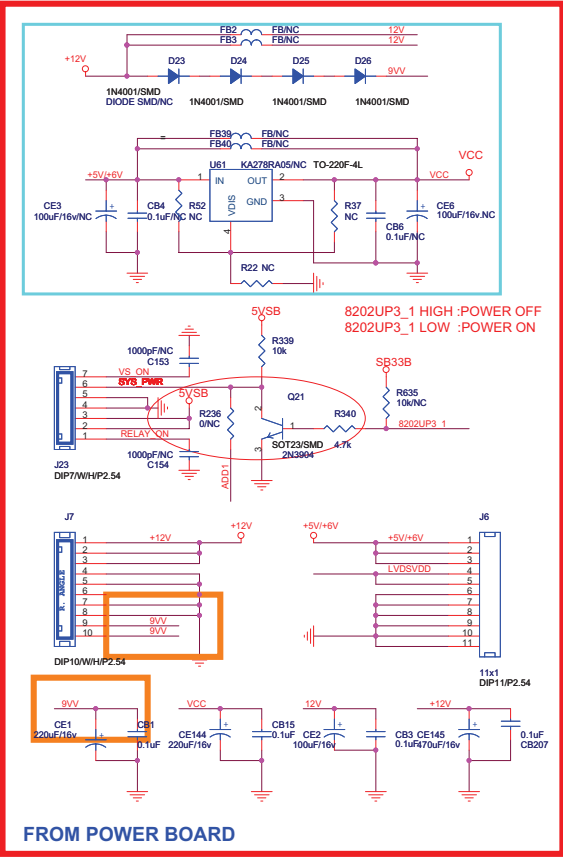 FB2 FB/NC 12V
FB3 FB/NC 12V
+12V D23 D24 D25 D26 9VV
1N4001/SMD
DIODE SMD/NC 1N4001/SMD 1N4001/SMD 1N4001/SMD
=
FB39 FB/NC
FB40 FB/NC
U61 KA278RA05/NC TO-220F-4L
VCC
+5V/+6V 1 IN OUT 2 VCC
GND 3
VDIS
4
CE3
100uF/16v/NC
CB4
0.1uF/NC
R52
NC
R37
NC
CB6
0.1uF/NC
CE6
100uF/16v.NC
R22 NC
8202UP3_1 HIGH :POWER OFF
8202UP3_1 LOW :POWER ON
5VSB
R339
10k
1000pF/NC
C153
SB33B
R635
10k/NC
7 VS_ON
6 SYS_PWR
5
4
3
2
1 RELAY_ON
5VSB
R236
0/NC
ADD1
Q21
2
1
3
R340
4.7k
8202UP3_1
SOT23/SMD
2N3904
1000pF/NC
C154
J23
DIP7/W/H/P2.54
J7
1 +12V
2
3
4
5
6
7
8
9 9VV
10 9VV
+12V
R. ANGLE
DIP10/W/H/P2.54
+5V/+6V
J6
+5V/+6V 1
2
3
LVDSVDD 4
5
6
7
8
9
10
11
11x1
DIP11/P2.54
9VV
CE1
220uF/16v
CB1
0.1uF
VCC
CE144
220uF/16v
CB15
0.1uF
12V
CE2
100uF/16v
CB3
0.1uF
+12V
CE145
470uF/16v
0.1uF
CB207
FROM POWER BOARD